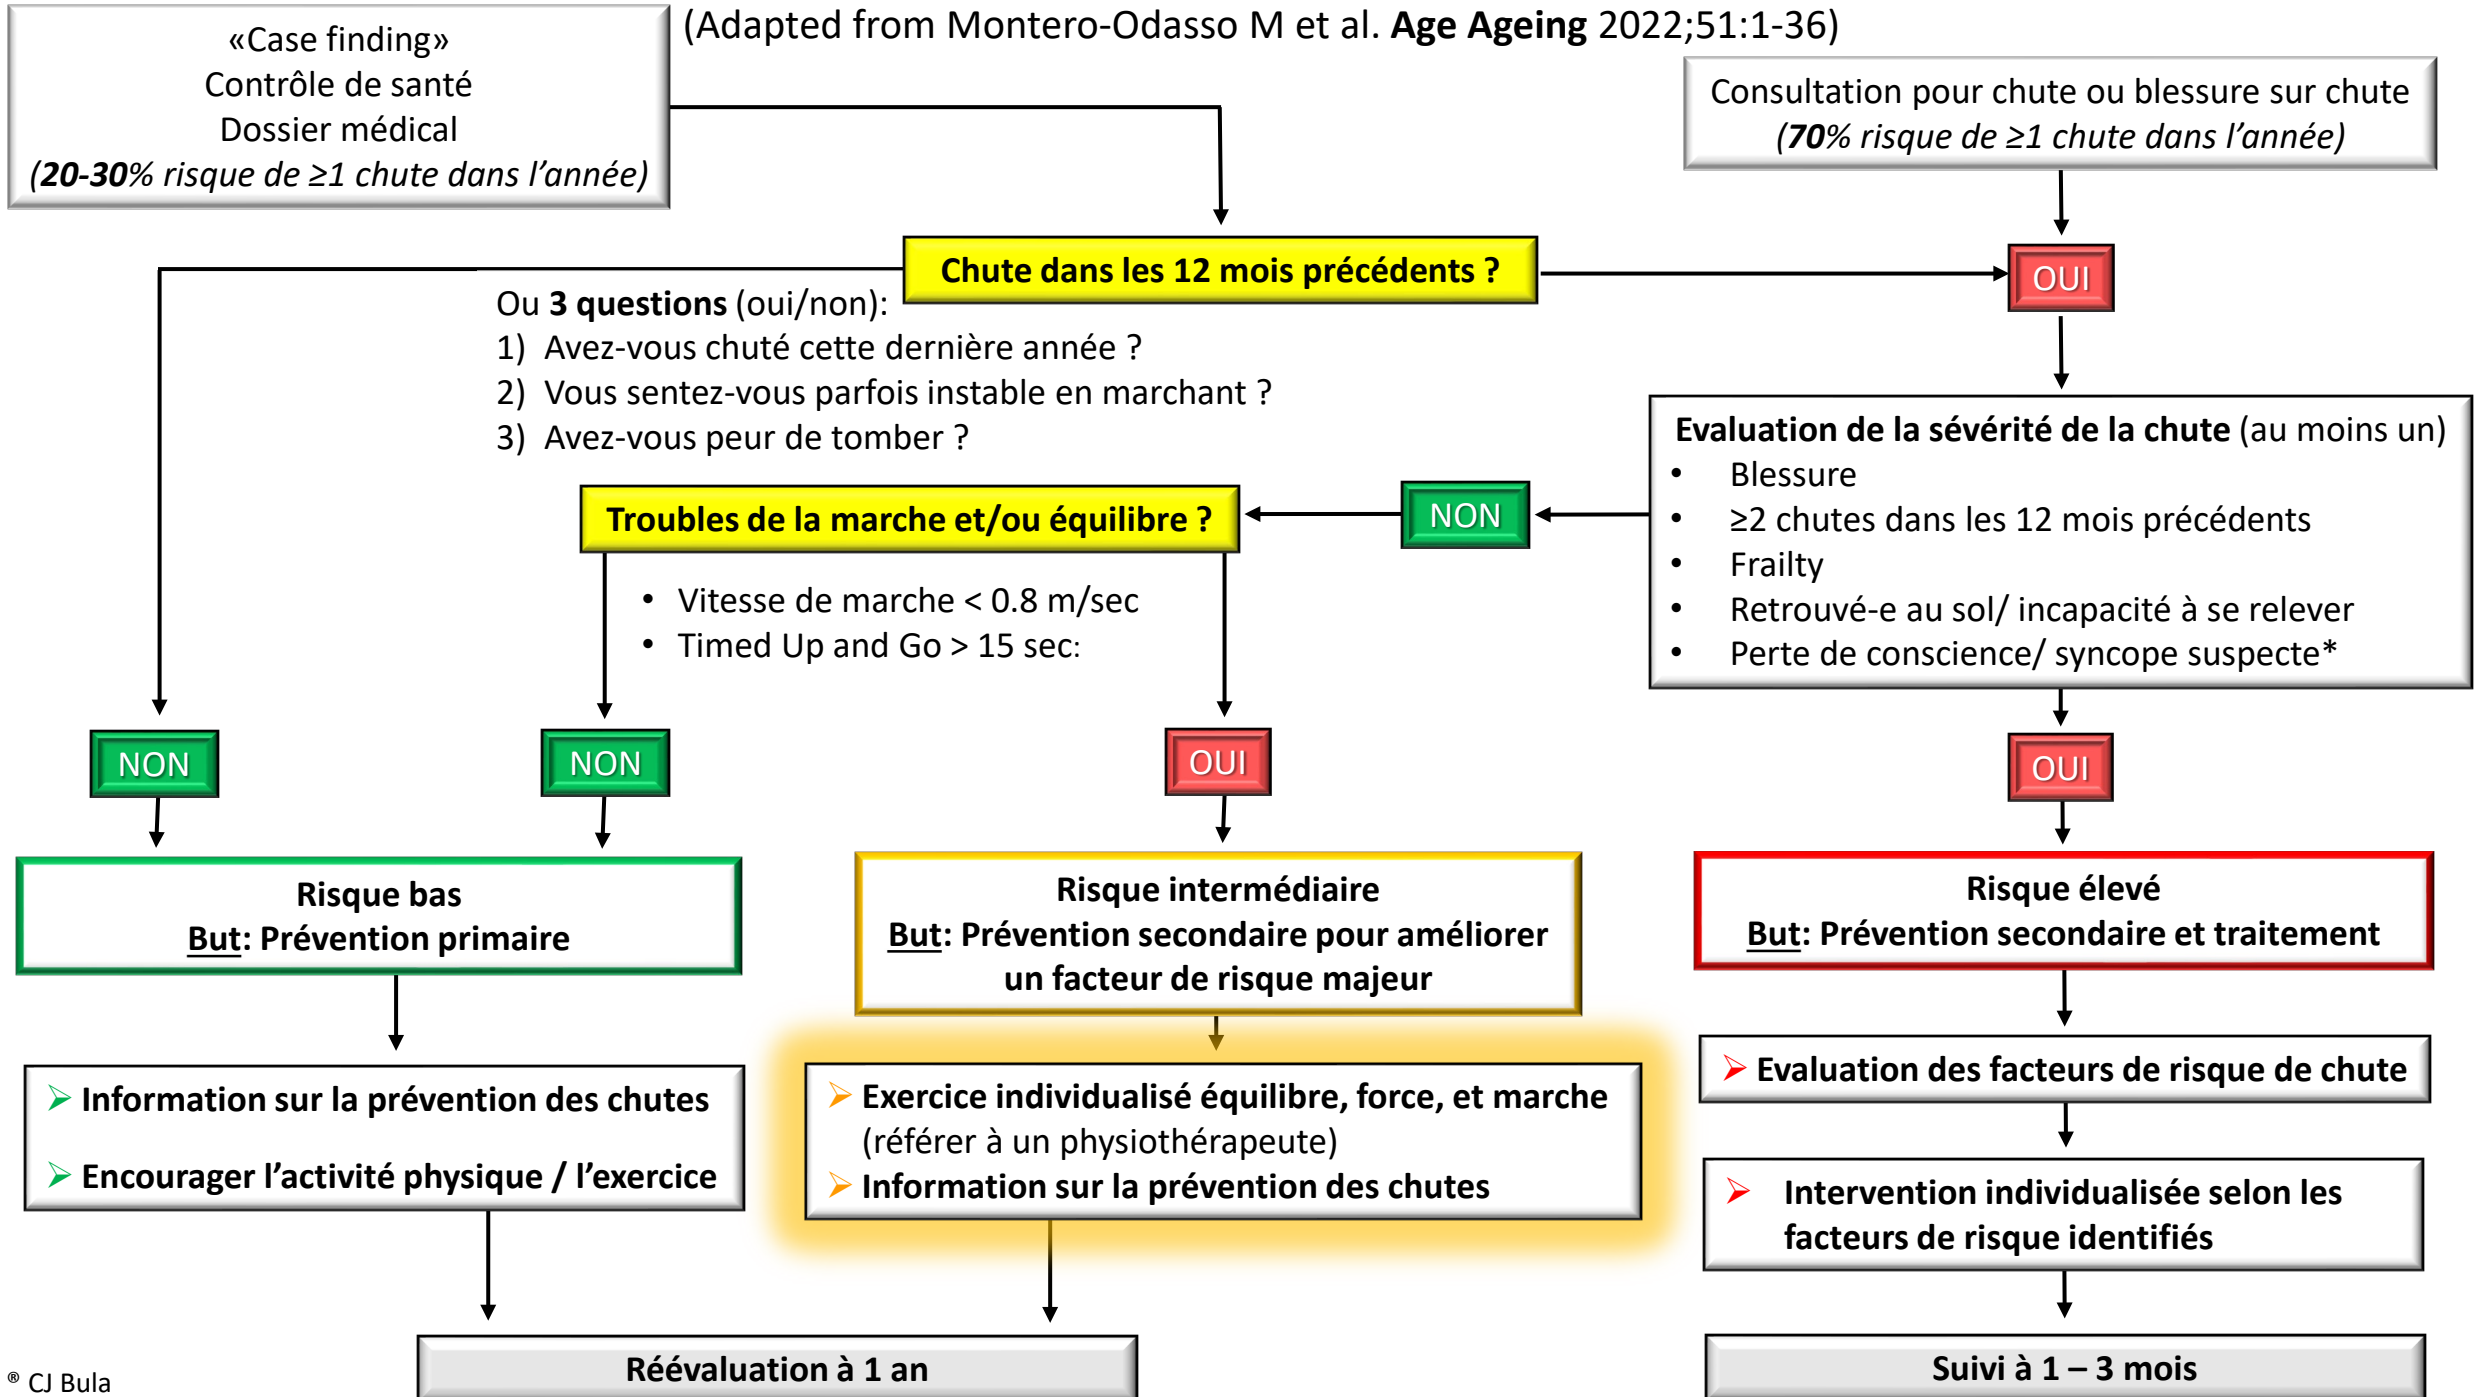 (Adapted from Montero-Odasso M et al. Age Ageing 2022;51:1-36)
«Case finding»
Contrôle de santé
Dossier médical
(20-30% risque de ≥1 chute dans l’année)
Consultation pour chute ou blessure sur chute
(70% risque de ≥1 chute dans l’année)
Chute dans les 12 mois précédents ?
OUI
Ou 3 questions (oui/non):
1) Avez-vous chuté cette dernière année ?
2) Vous sentez-vous parfois instable en marchant ?
3) Avez-vous peur de tomber ?
Evaluation de la sévérité de la chute (au moins un)
• Blessure
• ≥2 chutes dans les 12 mois précédents
• Frailty
• Retrouvé-e au sol/ incapacité à se relever
• Perte de conscience/ syncope suspecte*
NON
Troubles de la marche et/ou équilibre ?
• Vitesse de marche < 0.8 m/sec
• Timed Up and Go > 15 sec:
NON
NON
OUI
OUI
Risque bas
But: Prévention primaire
Risque intermédiaire
But: Prévention secondaire pour améliorer
un facteur de risque majeur
Risque élevé
But: Prévention secondaire et traitement
➢ Information sur la prévention des chutes
➢ Encourager l’activité physique / l’exercice
➢ Exercice individualisé équilibre, force, et marche
(référer à un physiothérapeute)
➢ Information sur la prévention des chutes
➢ Evaluation des facteurs de risque de chute
➢ Intervention individualisée selon les
facteurs de risque identifiés
Réévaluation à 1 an
Suivi à 1 – 3 mois
® CJ Bula